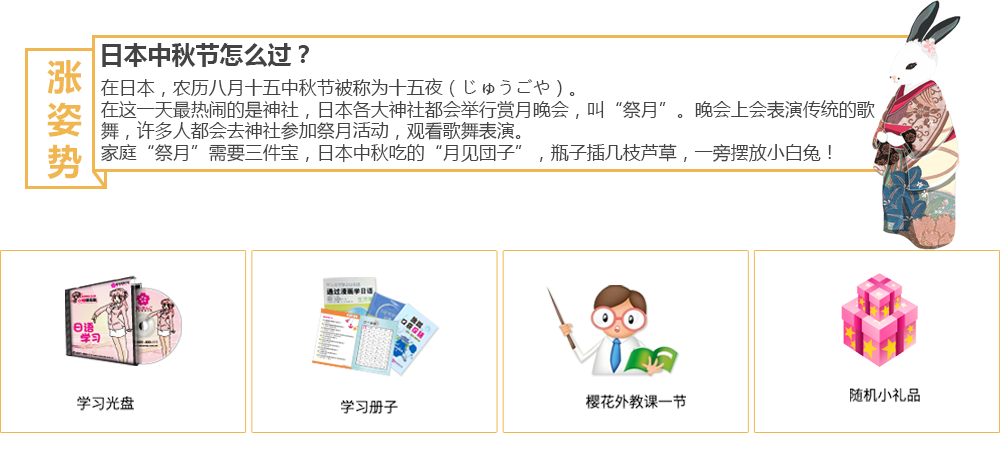 涨姿势
日本中秋节怎么过？
在日本，农历八月十五中秋节被称为十五夜（じゅうごや）。
在这一天最热闹的是神社，日本各大神社都会举行赏月晚会，叫“祭月”。晚会上会表演传统的歌
舞，许多人都会去神社参加祭月活动，观看歌舞表演。
家庭“祭月”需要三件宝，日本中秋吃的“月见团子”，瓶子插几枝芦草，一旁摆放小白兔！
日语
学习
通过漫画学日语
学习光盘
学习册子
樱花外教课一节
随机小礼品